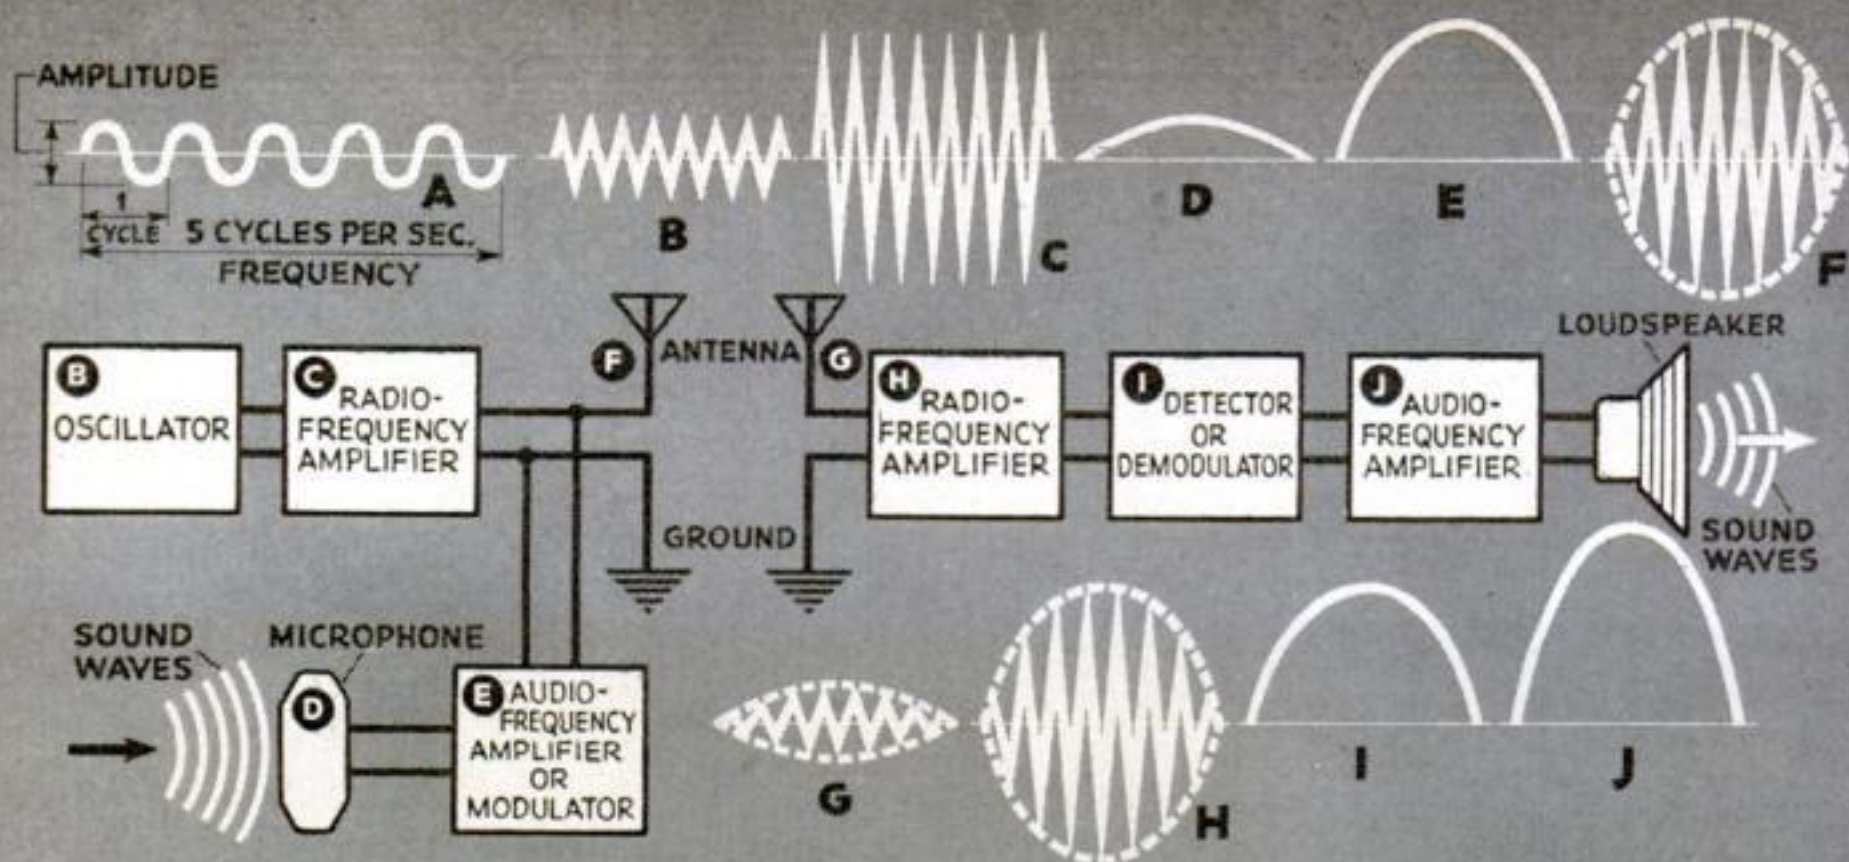 AMPLITUDE
A
1
CYCLE
5 CYCLES PER SEC.
FREQUENCY
B
C
D
E
F
B
OSCILLATOR
C
RADIO-
FREQUENCY
AMPLIFIER
F
ANTENNA
G
GROUND
H
RADIO-
FREQUENCY
AMPLIFIER
I
DETECTOR
OR
DEMODULATOR
J
AUDIO-
FREQUENCY
AMPLIFIER
LOUDSPEAKER
SOUND
WAVES
SOUND
WAVES
MICROPHONE
D
E
AUDIO-
FREQUENCY
AMPLIFIER
OR
MODULATOR
G
H
I
J